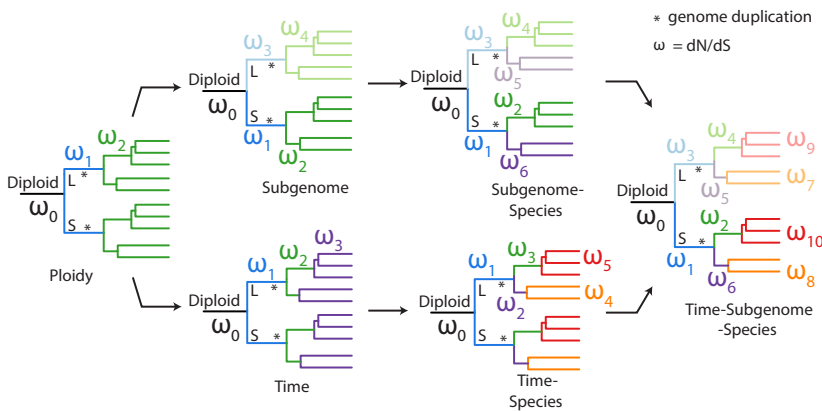 * genome duplication
ω = dN/dS
Diploid
ω0
ω1
ω2
L
*
S
*
Ploidy
Diploid
ω0
ω3
ω4
L
*
S
*
ω1
ω2
Subgenome
Diploid
ω0
ω3
ω4
L
*
ω5
S
*
ω2
ω1
ω6
Subgenome-
Species
Diploid
ω0
ω1
ω2
ω3
L
*
S
*
Time
Diploid
ω0
ω1
ω3
ω5
L
*
ω2
ω4
S
*
Time-
Species
Diploid
ω0
ω3
ω4
ω9
L
*
ω5
ω7
S
*
ω2
ω10
ω1
ω6
ω8
Time-Subgenome
-Species